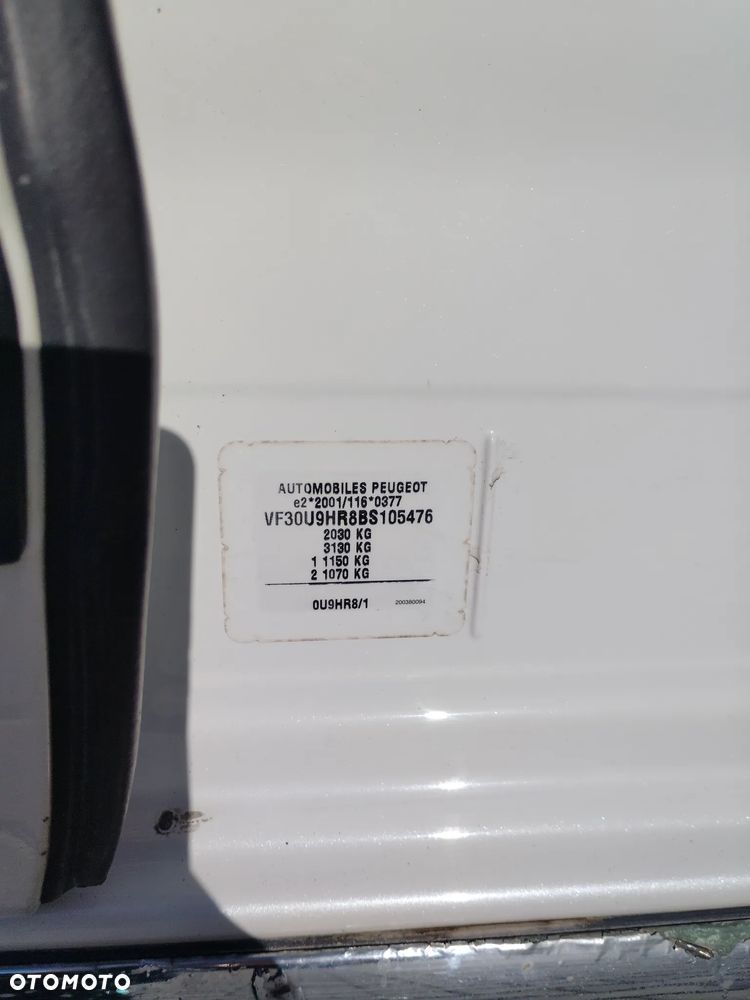 AUTOMOBILES PEUGEOT
e2*2001/116*0377
VF30U9HR8BS105476
2030 KG
3130 KG
1 1150 KG
2 1070 KG
0U9HR8/1 200380094
OTOMOTO